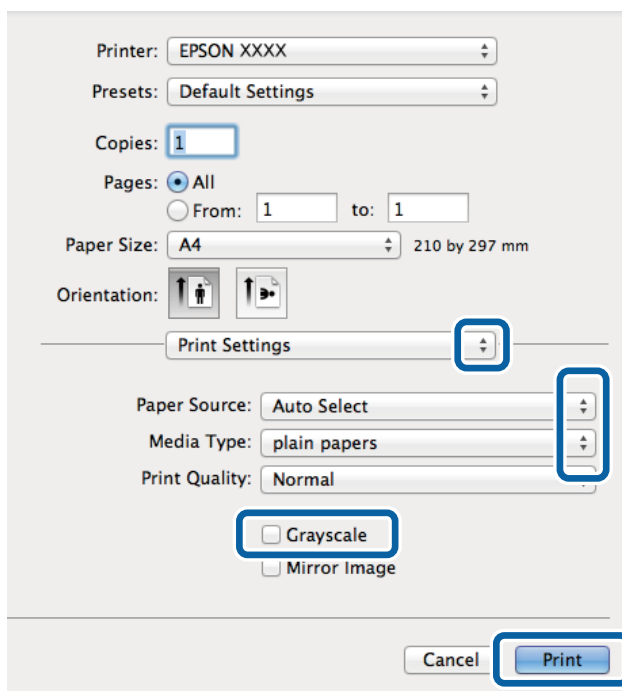 Printer: EPSON XXXX
Presets: Default Settings
Copies: 1
Pages: All
From: 1 to: 1
Paper Size: A4 210 by 297 mm
Orientation:
Print Settings
Paper Source: Auto Select
Media Type: plain papers
Print Quality: Normal
Grayscale
Mirror Image
Cancel Print